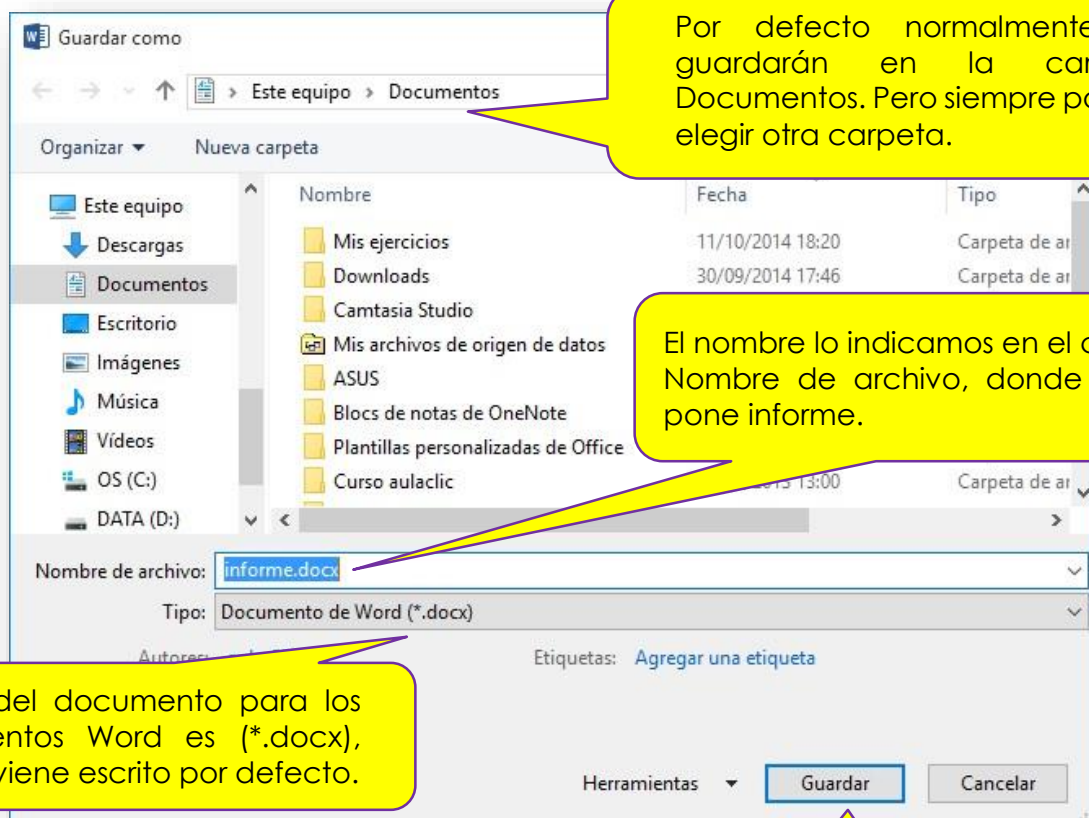 Guardar como
Por defecto normalmente
guardarán en la
Documentos. Pero siempre
elegir otra carpeta.
Este equipo > Documentos
Organizar Nueva carpeta
Nombre Fecha Tipo
Este equipo
Descargas
Documentos
Escritorio
Imágenes
Música
Vídeos
OS (C:)
DATA (D:)
Mis ejercicios 11/10/2014 18:20 Carpeta de
Downloads 30/09/2014 17:46 Carpeta de
Camtasia Studio
Mis archivos de origen de datos
ASUS
Blocs de notas de OneNote
Plantillas personalizadas de Office
Curso aulaclic 13:00 Carpeta de
El nombre lo indicamos en el
Nombre de archivo, donde
pone informe.
Nombre de archivo: informe.docx
Tipo: Documento de Word (*.docx)
Autores: Etiquetas: Agregar una etiqueta
del documento para los
Word es (*.docx),
viene escrito por defecto.
Herramientas Guardar Cancelar